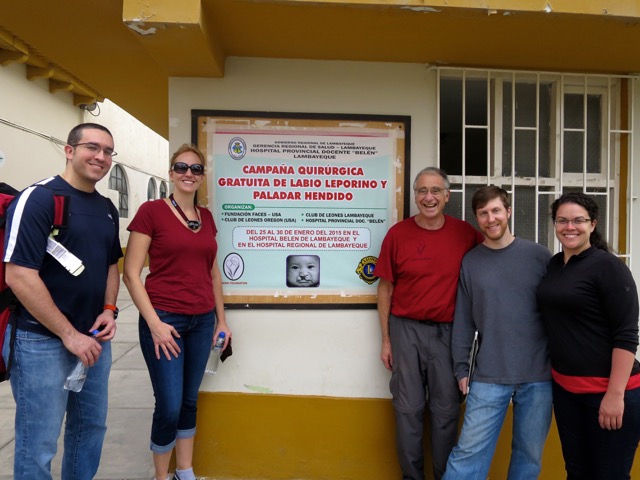 GOBIERNO REGIONAL DE LAMBAYEQUE
GERENCIA REGIONAL DE SALUD - LAMBAYEQUE
HOSPITAL PROVINCIAL DOCENTE "BELÉN"
LAMBAYEQUE
CAMPAÑA QUIRURGICA
GRATUITA DE LABIO LEPORINO Y
PALADAR HENDIDO
ORGANIZAN:
* FUNDACIÓN FACES - USA
* CLUB DE LEONES OREGON (USA)
* CLUB DE LEONES LAMBAYEQUE
* HOSPITAL PROVINCIAL DOC. "BELEN"
DEL 25 AL 30 DE ENERO DEL 2015 EN EL
HOSPITAL BELEN DE LAMBAYEQUE Y
EN EL HOSPITAL REGIONAL DE LAMBAYEQUE
FOUNDATION